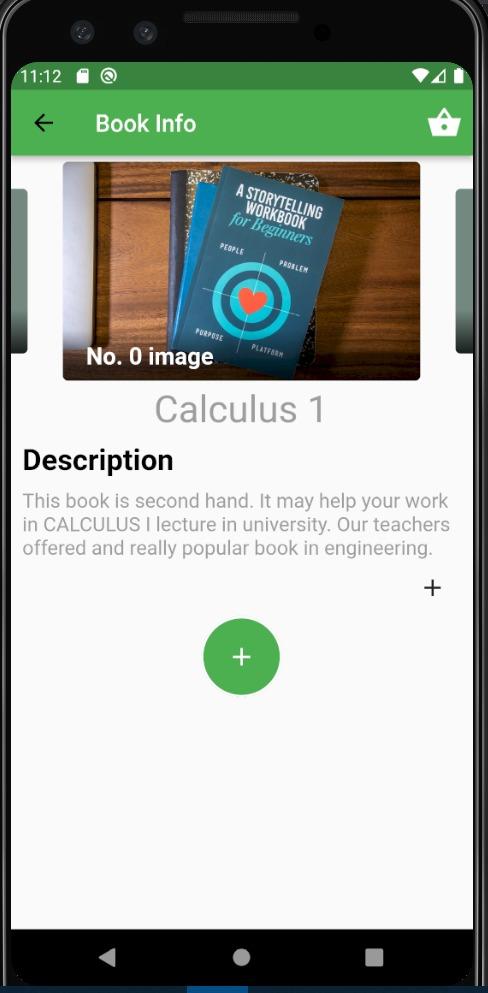 11:12
Book Info
A STORYTELLING
WORKBOOK
for Beginners
PEOPLE
PROBLEM
PURPOSE
PLATFORM
No. 0 image
Calculus 1
Description
This book is second hand. It may help your work
in CALCULUS I lecture in university. Our teachers
offered and really popular book in engineering.
+
+